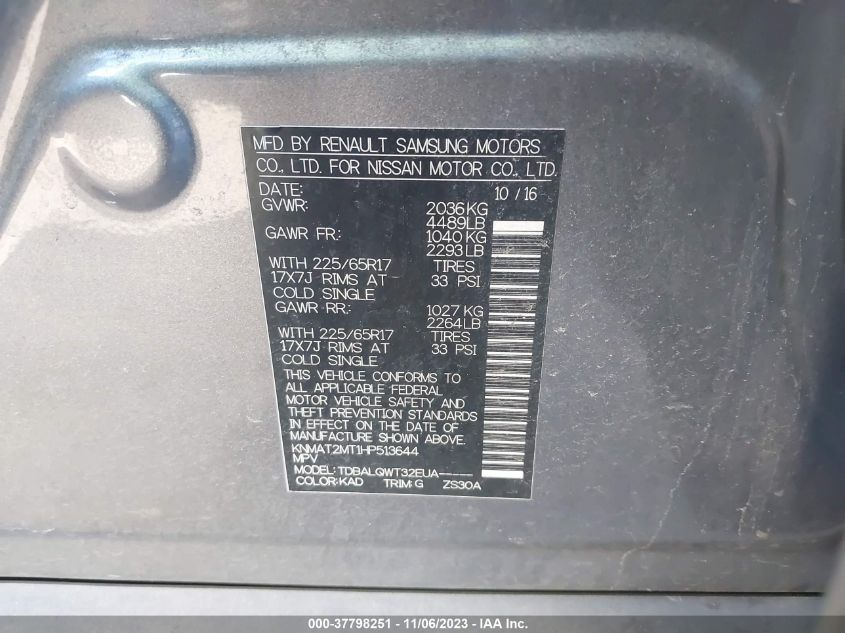 MFD BY RENAULT SAMSUNG MOTORS
CO., LTD. FOR NISSAN MOTOR CO., LTD.
DATE: 10 / 16
GVWR: 2036KG
4489LB
GAWR FR: 1040 KG
2293LB
WITH 225/65R17 TIRES
17X7J RIMS AT 33 PSI
COLD SINGLE
GAWR RR: 1027 KG
2264LB
WITH 225/65R17 TIRES
17X7J RIMS AT 33 PSI
COLD SINGLE
THIS VEHICLE CONFORMS TO
ALL APPLICABLE FEDERAL
MOTOR VEHICLE SAFETY AND
THEFT PREVENTION STANDARDS
IN EFFECT ON THE DATE OF
MANUFACTURE SHOWN ABOVE.
KNMAT2MT1HP513644
MPV
MODEL: TDBALQWT32EUA-----
COLOR:KAD TRIM:G ZS30A
000-37798251 - 11/06/2023 - IAA Inc.